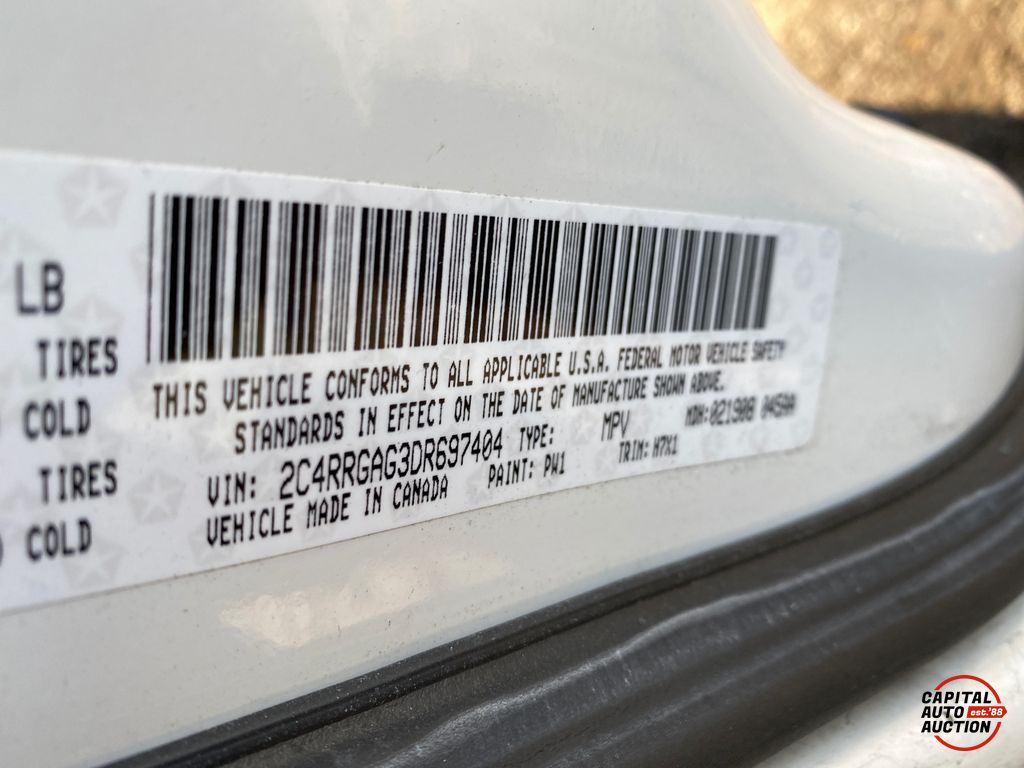 LB
TIRES
COLD
TIRES
COLD
THIS VEHICLE CONFORMS TO ALL APPLICABLE U.S.A. FEDERAL MOTOR VEHICLE SAFETY
STANDARDS IN EFFECT ON THE DATE OF MANUFACTURE SHOWN ABOVE.
VIN: 2C4RRGAG3DR697404 TYPE: MPV MDH:
VEHICLE MADE IN CANADA PAINT: PW1 TRIM: H7X1
CAPITAL
AUTO est.'88
AUCTION